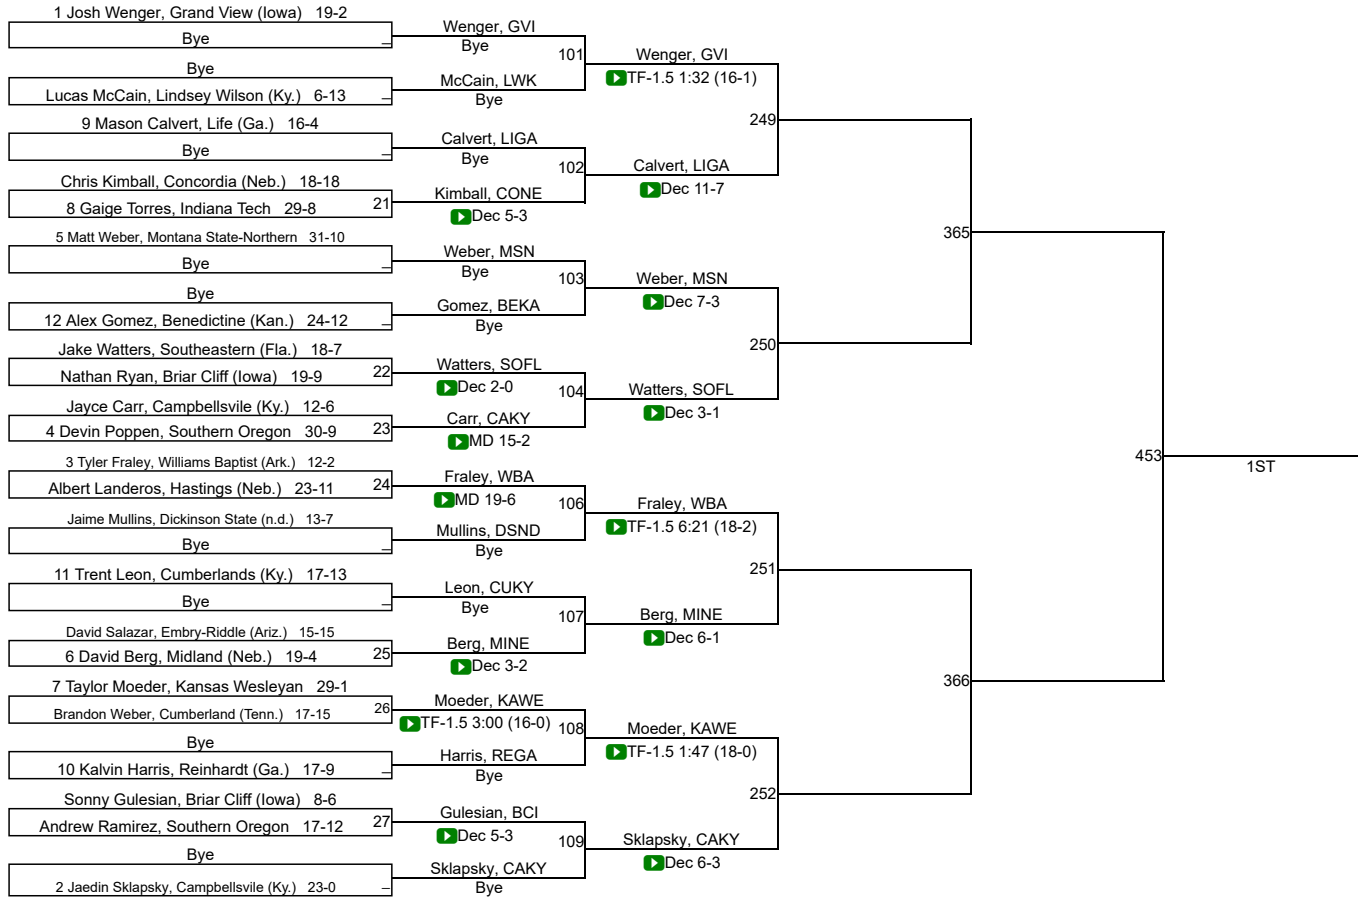 1 Josh Wenger, Grand View (Iowa) 19-2
Bye _
Bye
Lucas McCain, Lindsey Wilson (Ky.) 6-13 _
9 Mason Calvert, Life (Ga.) 16-4
Bye _
Chris Kimball, Concordia (Neb.) 18-18
8 Gaige Torres, Indiana Tech 29-8
21
5 Matt Weber, Montana State-Northern 31-10
Bye _
Bye
12 Alex Gomez, Benedictine (Kan.) 24-12 _
Jake Watters, Southeastern (Fla.) 18-7
Nathan Ryan, Briar Cliff (Iowa) 19-9
22
Jayce Carr, Campbellsvile (Ky.) 12-6
4 Devin Poppen, Southern Oregon 30-9
23
3 Tyler Fraley, Williams Baptist (Ark.) 12-2
Albert Landeros, Hastings (Neb.) 23-11
24
Jaime Mullins, Dickinson State (n.d.) 13-7
Bye _
11 Trent Leon, Cumberlands (Ky.) 17-13
Bye _
David Salazar, Embry-Riddle (Ariz.) 15-15
6 David Berg, Midland (Neb.) 19-4
25
7 Taylor Moeder, Kansas Wesleyan 29-1
Brandon Weber, Cumberland (Tenn.) 17-15
26
Bye
10 Kalvin Harris, Reinhardt (Ga.) 17-9 _
Sonny Gulesian, Briar Cliff (Iowa) 8-6
Andrew Ramirez, Southern Oregon 17-12
27
Bye
2 Jaedin Sklapsky, Campbellsvile (Ky.) 23-0 _
Wenger, GVI
Bye
101
McCain, LWK
Bye
Calvert, LIGA
Bye
102
Kimball, CONE
Dec 5-3
Weber, MSN
Bye
103
Gomez, BEKA
Bye
Watters, SOFL
Dec 2-0
104
Carr, CAKY
MD 15-2
Fraley, WBA
MD 19-6
106
Mullins, DSND
Bye
Leon, CUKY
Bye
107
Berg, MINE
Dec 3-2
Moeder, KAWE
TF-1.5 3:00 (16-0)
108
Harris, REGA
Bye
Gulesian, BCI
Dec 5-3
109
Sklapsky, CAKY
Bye
Wenger, GVI
TF-1.5 1:32 (16-1)
249
Calvert, LIGA
Dec 11-7
Weber, MSN
Dec 7-3
250
Watters, SOFL
Dec 3-1
Fraley, WBA
TF-1.5 6:21 (18-2)
251
Berg, MINE
Dec 6-1
Moeder, KAWE
TF-1.5 1:47 (18-0)
252
Sklapsky, CAKY
Dec 6-3
365
366
453
1ST